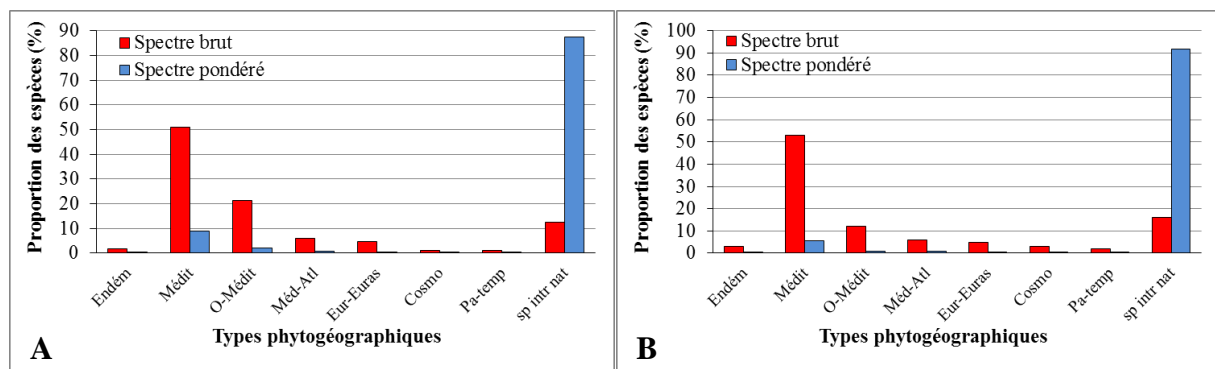 Proportion des espèces (%)
90
80
70
60
50
40
30
20
10
0
Spectre brut
Spectre pondéré
Endém
Médit
O-Médit
Méd-Atl
Eur-Euras
Cosmo
Pa-temp
sp intr nat
Types phytogéographiques
A
Proportion des espèces (%)
100
90
80
70
60
50
40
30
20
10
0
Spectre brut
Spectre pondéré
Endém
Médit
O-Médit
Méd-Atl
Eur-Euras
Cosmo
Pa-temp
sp intr nat
Types phytogéographiques
B